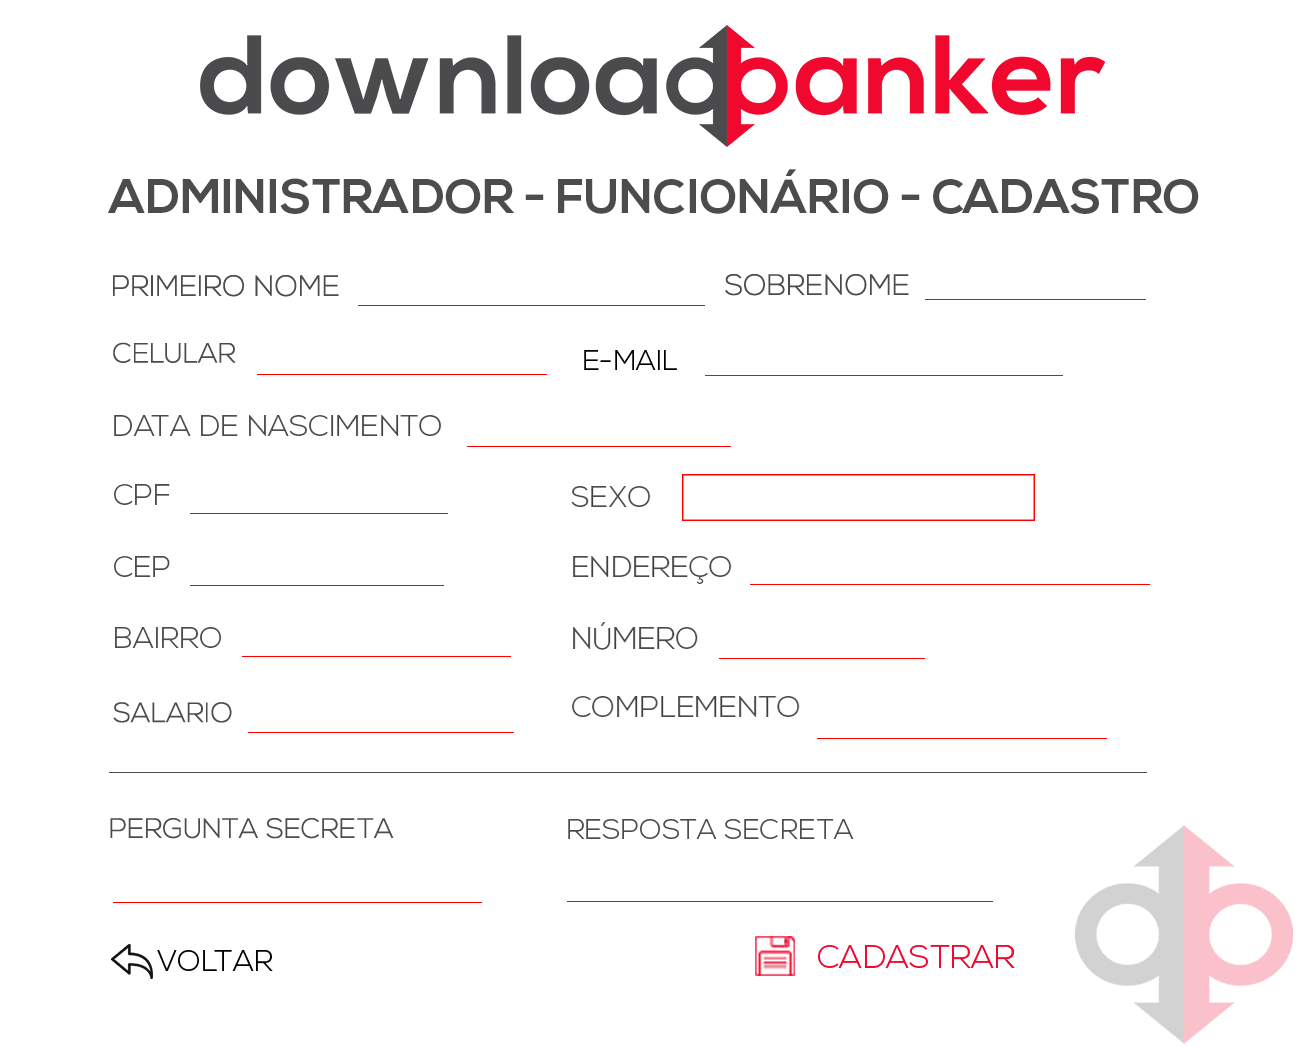 downloadbanker
ADMINISTRADOR - FUNCIONÁRIO - CADASTRO
PRIMEIRO NOME SOBRENOME
CELULAR E-MAIL
DATA DE NASCIMENTO
CPF SEXO
CEP ENDEREÇO
BAIRRO NÚMERO
SALARIO COMPLEMENTO
PERGUNTA SECRETA RESPOSTA SECRETA
VOLTAR CADASTRAR